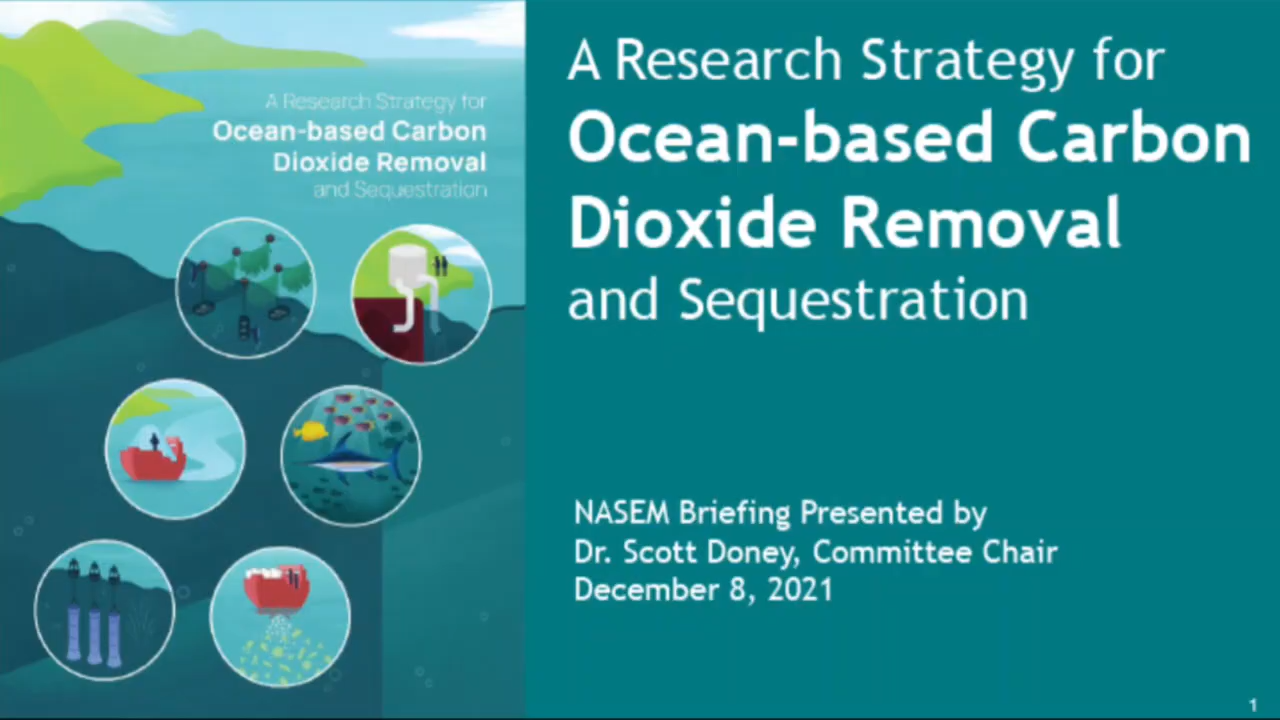 A Research Strategy for
Ocean-based Carbon
Dioxide Removal
and Sequestration
A Research Strategy for
Ocean-based Carbon
Dioxide Removal
and Sequestration
NASEM Briefing Presented by
Dr. Scott Doney, Committee Chair
December 8, 2021
1